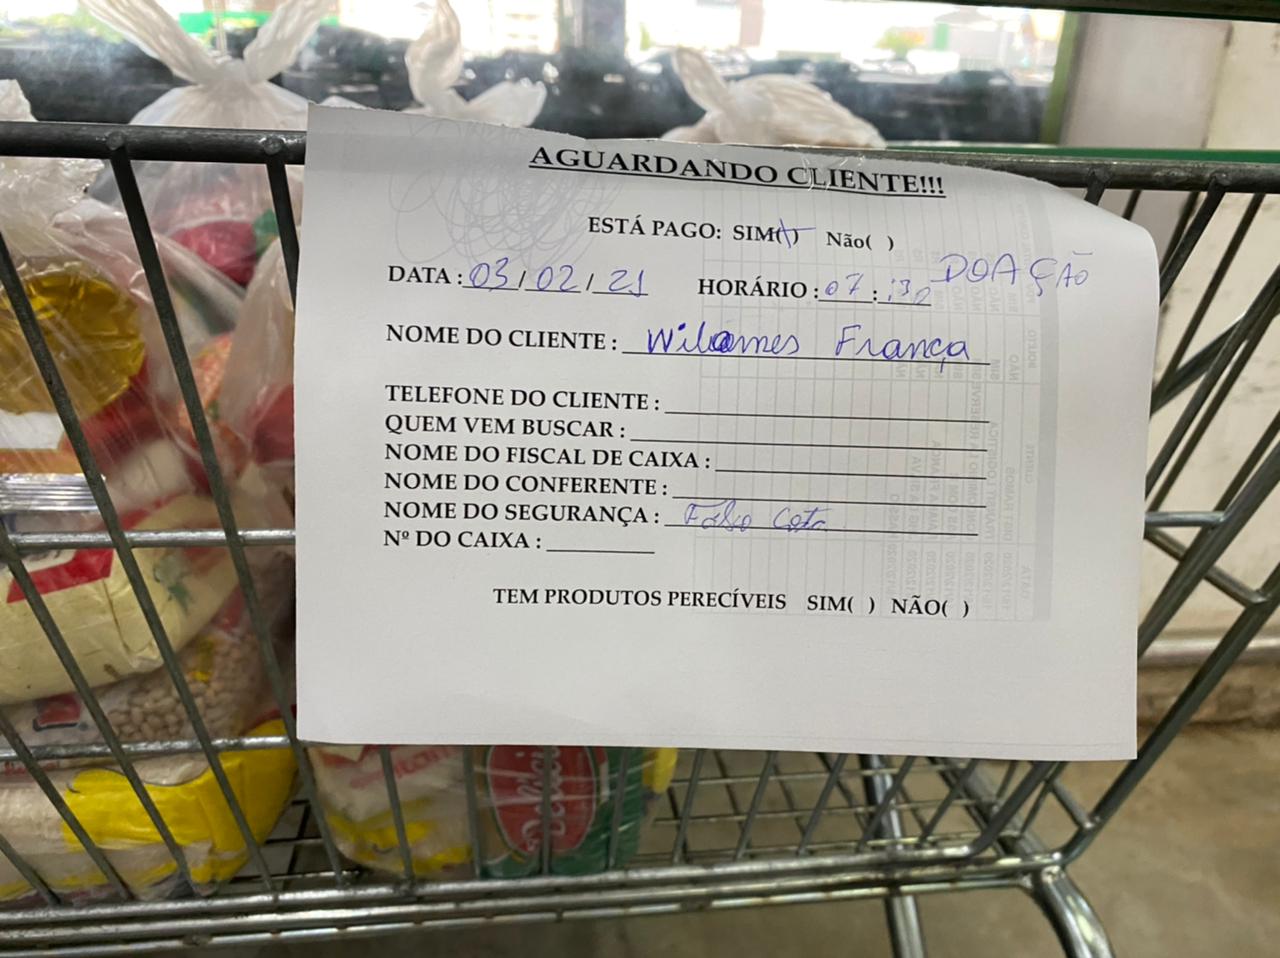 AGUARDANDO CLIENTE!!!
ESTÁ PAGO: SIM(\) Não( )
DOAÇÃO
DATA : 03 / 02 / 21 HORÁRIO : 07 : 30
NOME DO CLIENTE : Wilames França
TELEFONE DO CLIENTE :
QUEM VEM BUSCAR :
NOME DO FISCAL DE CAIXA :
NOME DO CONFERENTE :
NOME DO SEGURANÇA :
Nº DO CAIXA :
TEM PRODUTOS PERECÍVEIS SIM( ) NÃO( )